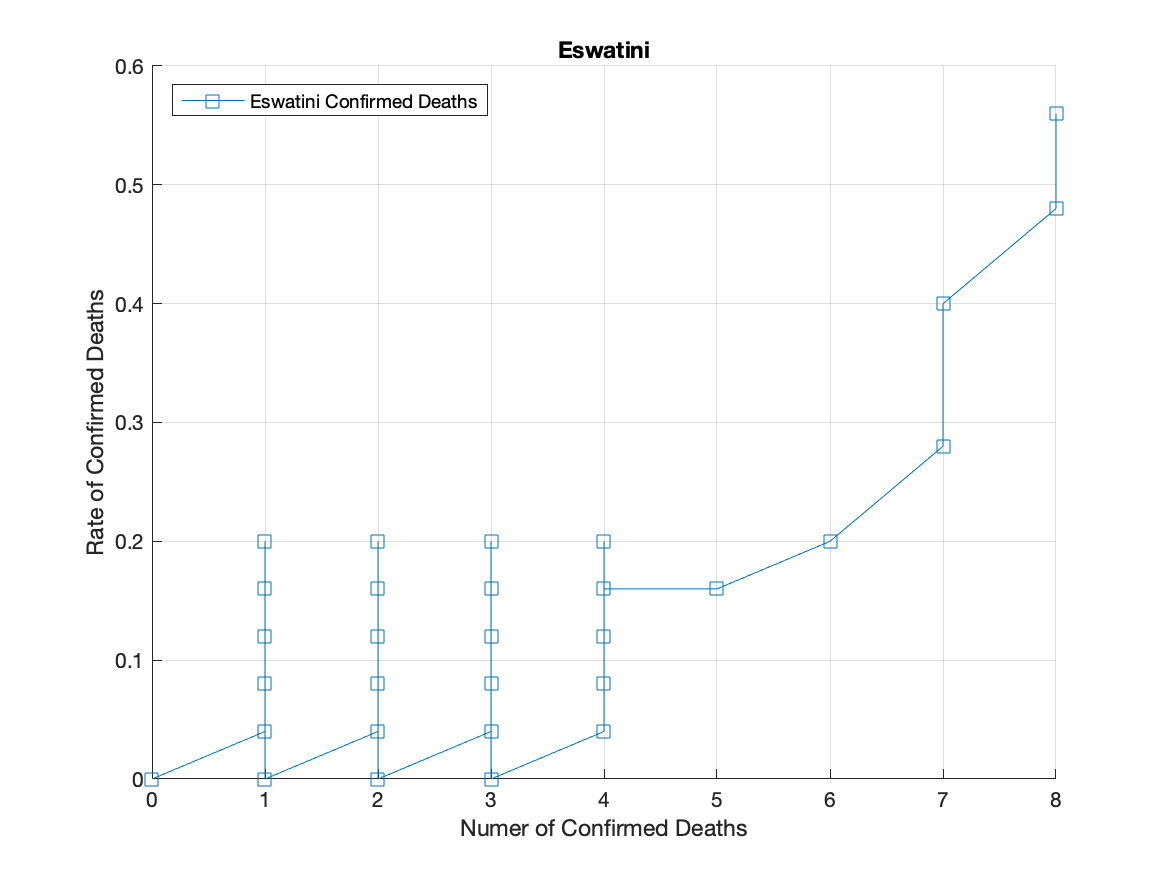 Eswatini
Eswatini Confirmed Deaths
0.6
0.5
0.4
0.3
0.2
0.1
0
Rate of Confirmed Deaths
0 1 2 3 4 5 6 7 8
Numer of Confirmed Deaths